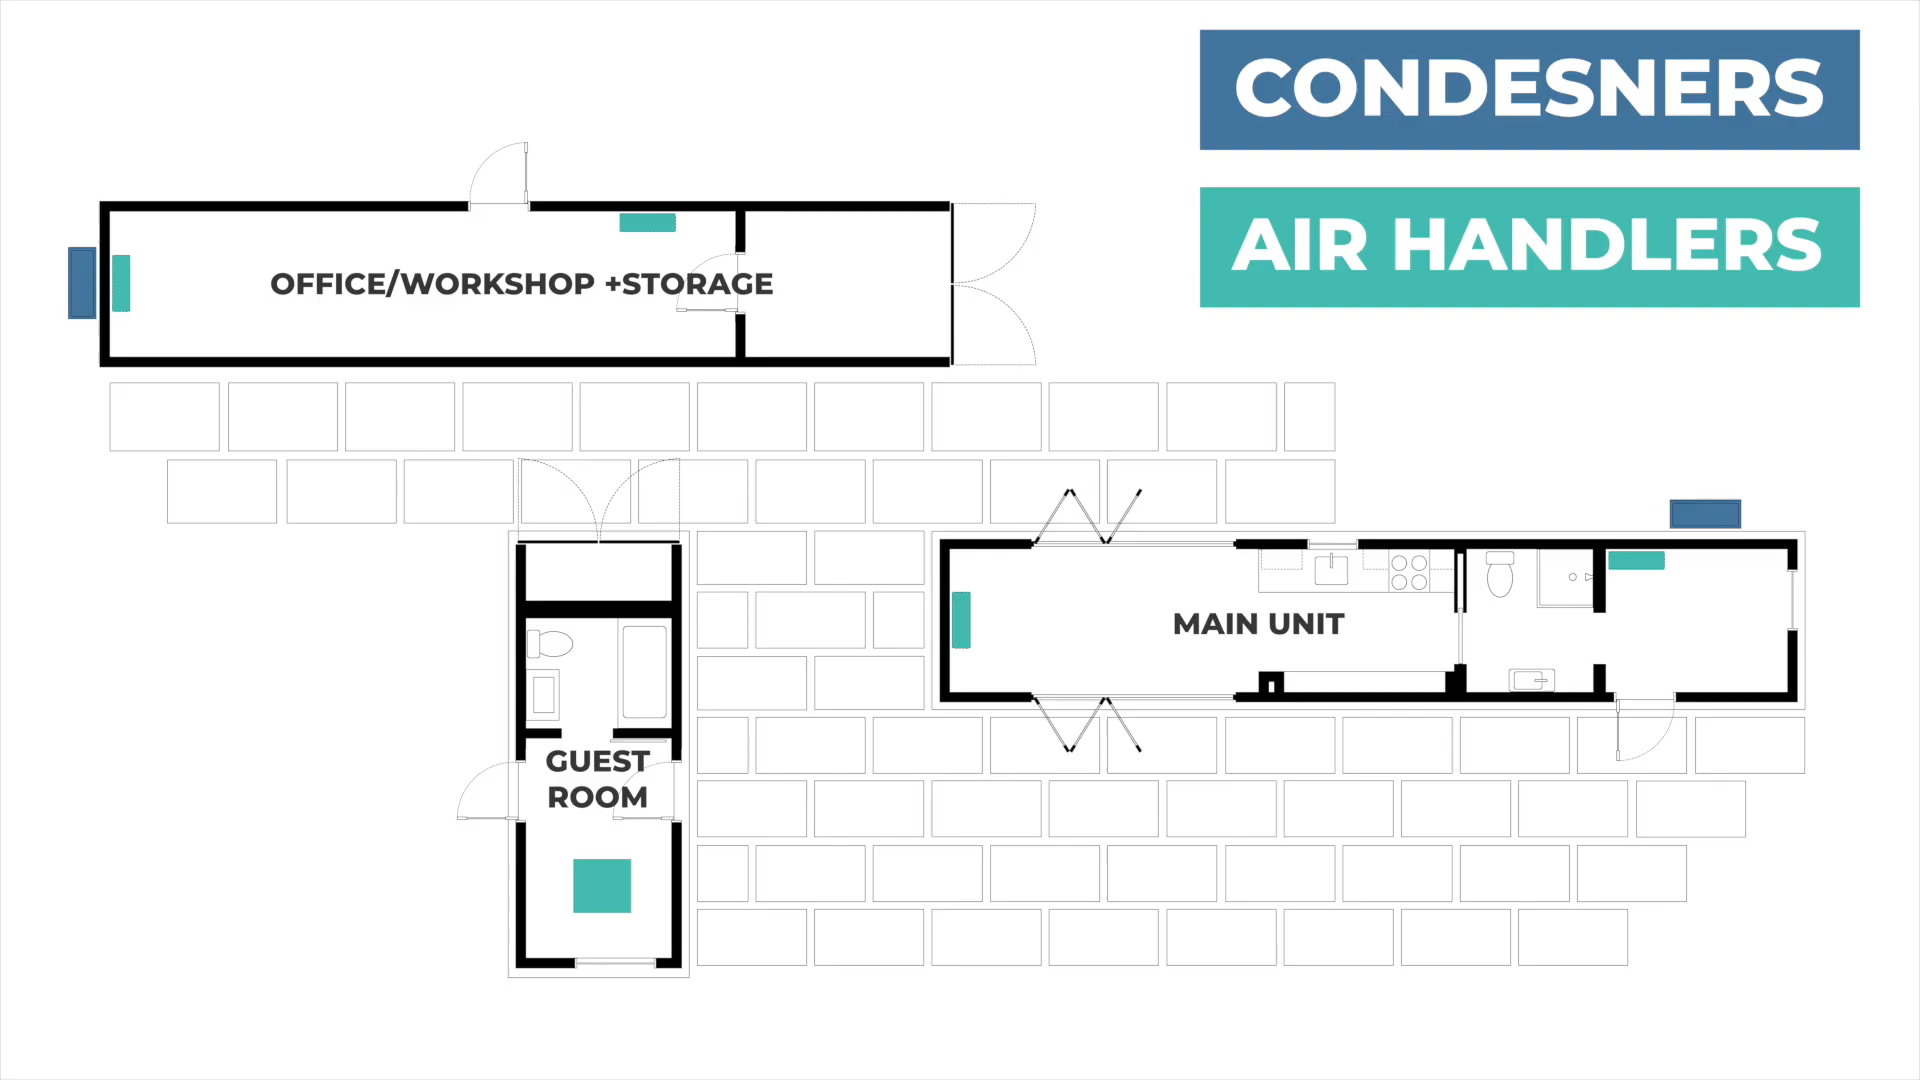 CONDESNERS
AIR HANDLERS
OFFICE/WORKSHOP +STORAGE
MAIN UNIT
GUEST
ROOM